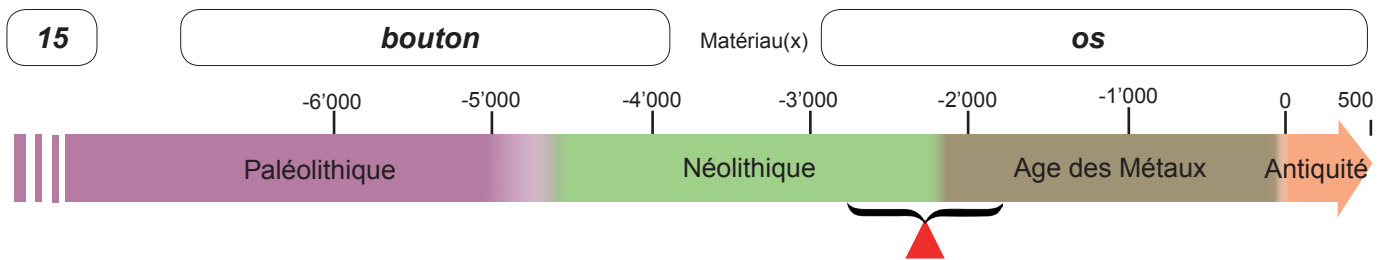 15 bouton Matériau(x) os
-6'000 -5'000 -4'000 -3'000 -2'000 -1'000 0 500
Paléolithique Néolithique Age des Métaux Antiquité